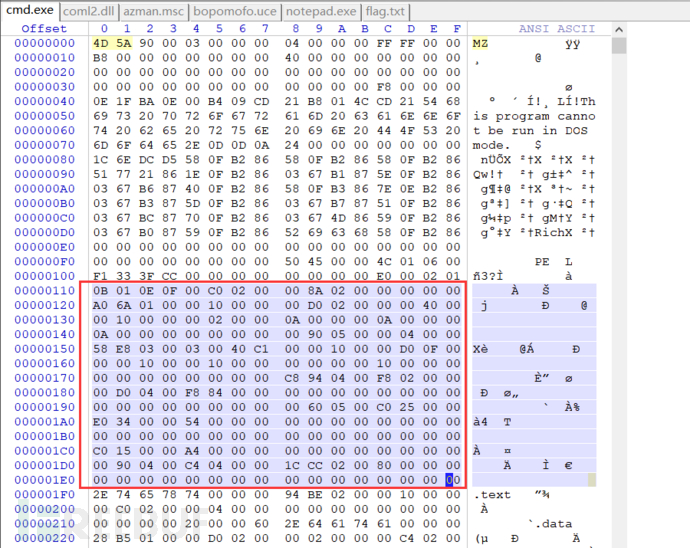 cmd.exe coml2.dll azman.msc bopomofo.uce notepad.exe flag.txt
Offset 0 1 2 3 4 5 6 7 8 9 A B C D E F ANSI ASCII
00000000 4D 5A 90 00 03 00 00 00 04 00 00 00 FF FF 00 00 MZ ÿÿ
00000010 B8 00 00 00 00 00 00 00 40 00 00 00 00 00 00 00 ¸ @
00000020 00 00 00 00 00 00 00 00 00 00 00 00 00 00 00 00
00000030 00 00 00 00 00 00 00 00 00 00 00 00 F8 00 00 00 ø
00000040 0E 1F BA 0E 00 B4 09 CD 21 B8 01 4C CD 21 54 68 º ´ Í!¸ LÍ!Th
00000050 69 73 20 70 72 6F 67 72 61 6D 20 63 61 6E 6E 6F is program canno
00000060 74 20 62 65 20 72 75 6E 20 69 6E 20 44 4F 53 20 t be run in DOS
00000070 6D 6F 64 65 2E 0D 0D 0A 24 00 00 00 00 00 00 00 mode. $
00000080 1C 6E DC D5 58 0F B2 86 58 0F B2 86 58 0F B2 86 nÜÕX ²†X ²†X ²†
00000090 51 77 21 86 1E 0F B2 86 03 67 B1 87 5E 0F B2 86 Qw!† ²† g±‡^ ²†
000000A0 03 67 B6 87 40 0F B2 86 58 0F B3 86 7E 0E B2 86
000000B0 03 67 B3 87 5D 0F B2 86 03 67 B7 87 51 0F B2 86
000000C0 03 67 BC 87 70 0F B2 86 03 67 4D 86 59 0F B2 86 g¼‡p ²† gM†Y ²†
000000D0 03 67 B0 87 59 0F B2 86 52 69 63 68 58 0F B2 86 g°‡Y ²†RichX ²†
000000E0 00 00 00 00 00 00 00 00 00 00 00 00 00 00 00 00
000000F0 00 00 00 00 00 00 00 00 50 45 00 00 4C 01 06 00 PE L
00000100 F1 33 3F CC 00 00 00 00 00 00 00 00 E0 00 02 01 ñ3?Ì à
00000110 0B 01 0E 0F 00 C0 02 00 00 8A 02 00 00 00 00 00 À Š
00000120 A0 6A 01 00 00 10 00 00 00 D0 02 00 00 00 40 00 j Ð @
00000130 00 10 00 00 00 02 00 00 0A 00 00 00 0A 00 00 00
00000140 0A 00 00 00 00 00 00 00 00 90 05 00 00 04 00 00
00000150 58 E8 03 00 03 00 40 C1 00 00 10 00 00 D0 0F 00 Xè @Á Ð
00000160 00 00 10 00 00 10 00 00 00 00 00 00 10 00 00 00
00000170 00 00 00 00 00 00 00 00 C8 94 04 00 F8 02 00 00 È” ø
00000180 00 D0 04 00 F8 84 00 00 00 00 00 00 00 00 00 00 Ð ø„
00000190 00 00 00 00 00 00 00 00 00 60 05 00 C0 25 00 00 ` À%
000001A0 E0 34 00 00 54 00 00 00 00 00 00 00 00 00 00 00 à4 T
000001B0 00 00 00 00 00 00 00 00 00 00 00 00 00 00 00 00
000001C0 C0 15 00 00 A4 00 00 00 00 00 00 00 00 00 00 00 À ¤
000001D0 00 90 04 00 C4 04 00 00 1C CC 02 00 80 00 00 00 Ä Ì €
000001E0 00 00 00 00 00 00 00 00 00 00 00 00 00 00 00 00
000001F0 2E 74 65 78 74 00 00 00 94 BE 02 00 00 10 00 00 .text ”¾
00000200 00 C0 02 00 00 04 00 00 00 00 00 00 00 00 00 00 À
00000210 00 00 00 00 20 00 00 60 2E 64 61 74 61 00 00 00 `.data
00000220 28 B5 01 00 00 D0 02 00 00 02 00 00 00 C4 02 00 (µ Ð Ä